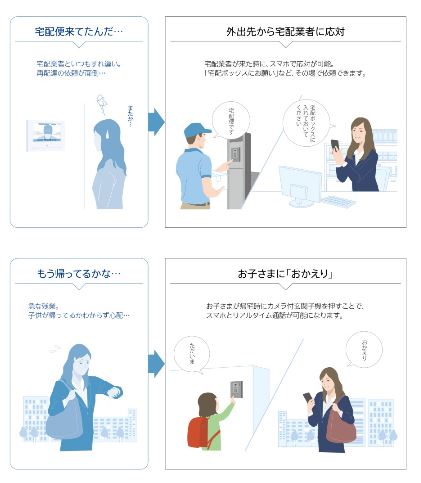 宅配便来てたんだ…
宅配業者といつもすれ違い。
再配達の依頼が面倒…
またか…
外出先から宅配業者に応対
宅配業者が来た時に、スマホで応対が可能。
「宅配ボックスにお願い」など、その場で依頼できます。
宅配便です
宅配ボックスに
入れておいて
ください
もう帰ってるかな…
急な残業。
子供が帰ってるかわからず心配…
お子さまに「おかえり」
お子さまが帰宅時にカメラ付玄関子機を押すことで、
スマホとリアルタイム通話が可能になります。
ただいま
おかえり